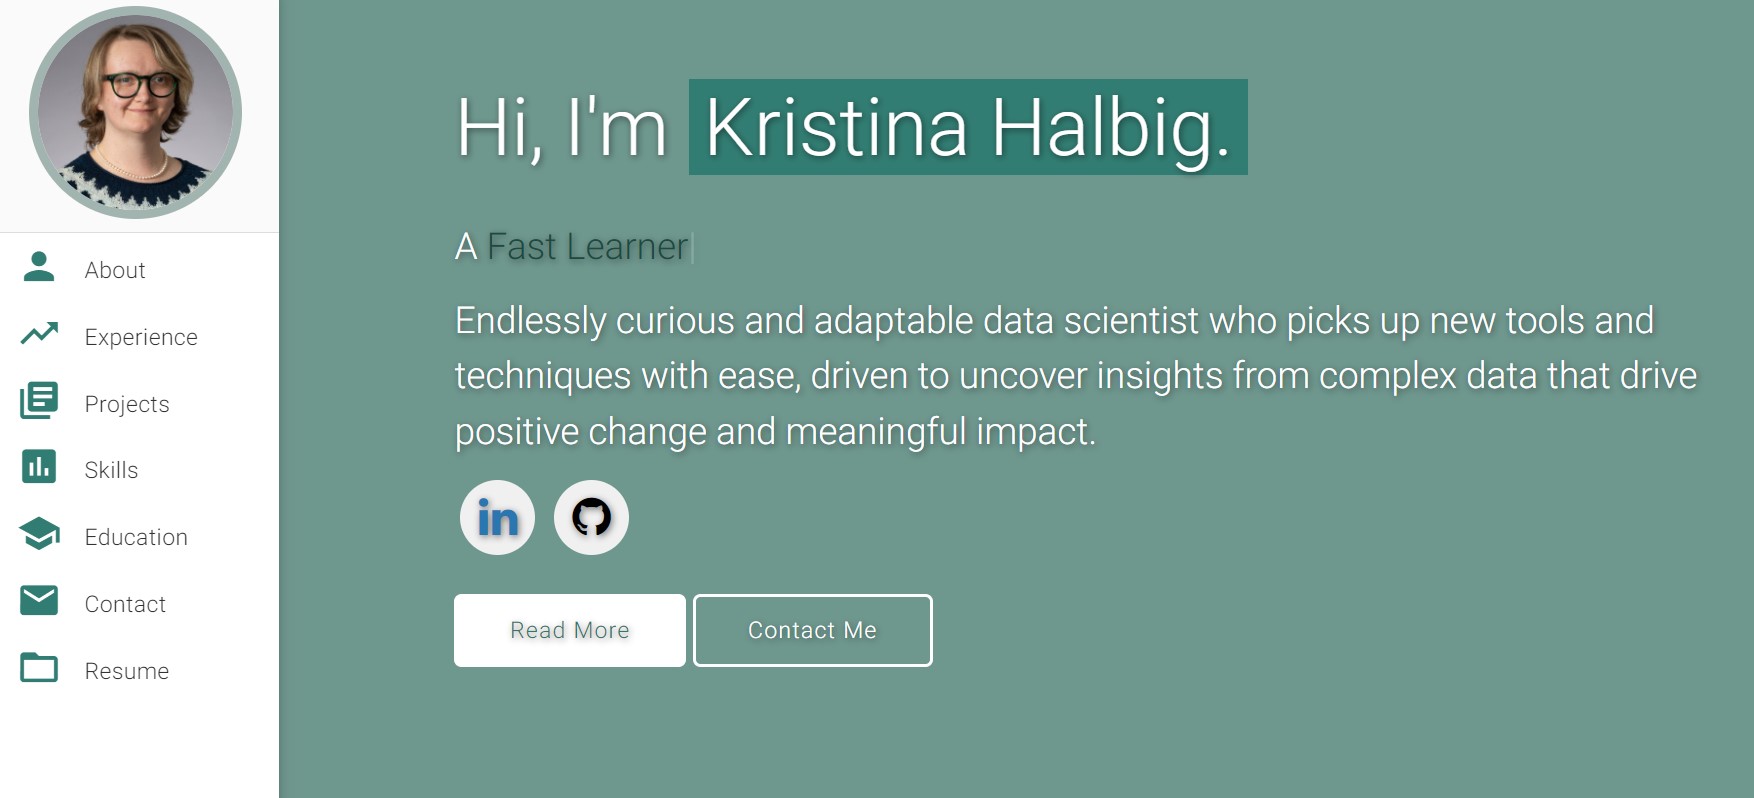 Hi, I'm Kristina Halbig.
A Fast Learner
Endlessly curious and adaptable data scientist who picks up new tools and
techniques with ease, driven to uncover insights from complex data that drive
positive change and meaningful impact.
in
Read More
Contact Me
About
Experience
Projects
Skills
Education
Contact
Resume